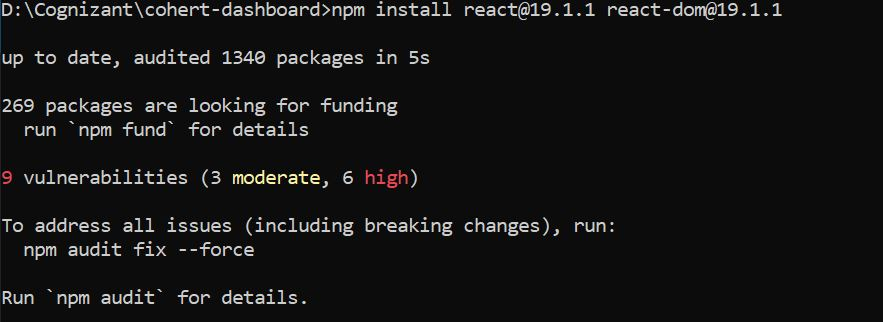 D:\Cognizant\cohert-dashboard>npm install react@19.1.1 react-dom@19.1.1
up to date, audited 1340 packages in 5s
269 packages are looking for funding
  run `npm fund` for details
9 vulnerabilities (3 moderate, 6 high)
To address all issues (including breaking changes), run:
  npm audit fix --force
Run `npm audit` for details.